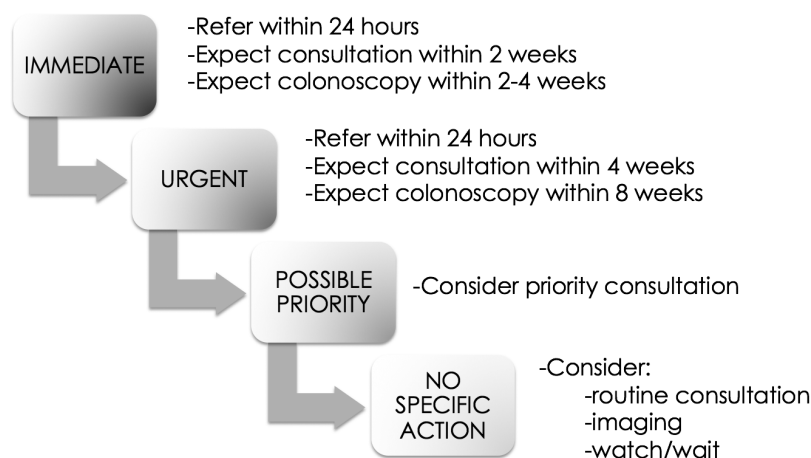 IMMEDIATE
-Refer within 24 hours
-Expect consultation within 2 weeks
-Expect colonoscopy within 2-4 weeks
URGENT
-Refer within 24 hours
-Expect consultation within 4 weeks
-Expect colonoscopy within 8 weeks
POSSIBLE
PRIORITY
-Consider priority consultation
NO
SPECIFIC
ACTION
-Consider:
-routine consultation
-imaging
-watch/wait